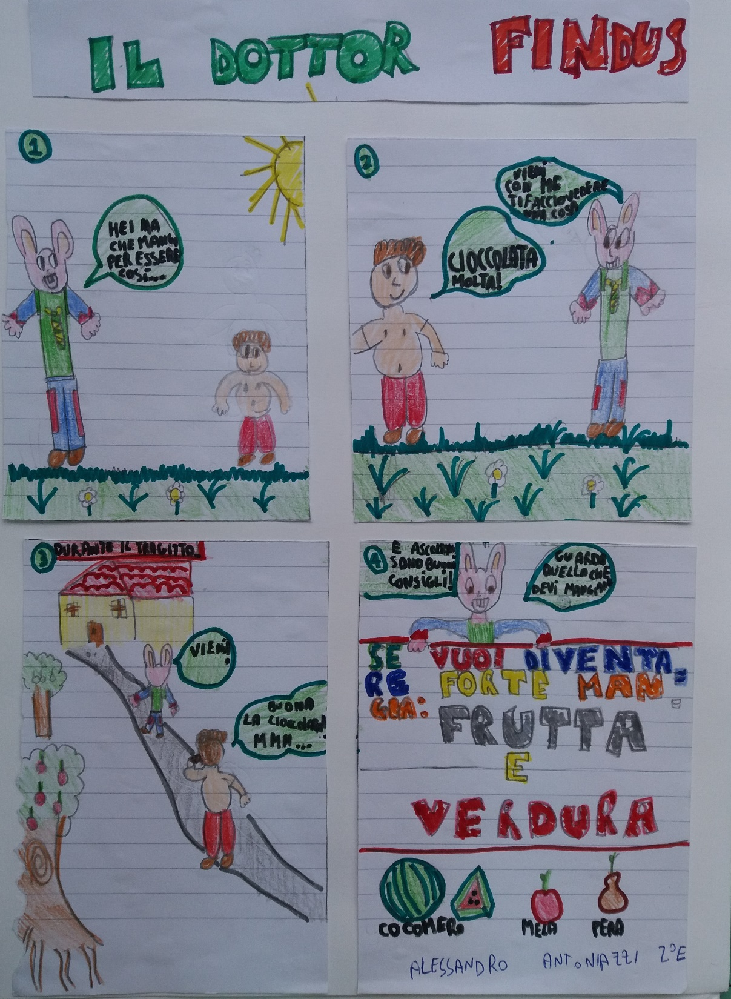 IL DOTTOR FINDUS
1
HEI MA
CHE MANGI
PER ESSERE
COSÌ...
2
VIENI
CON ME
TI FACCIO VEDERE
UNA COSA
CIOCCOLATA
MOLTA!
3
DURANTE IL TRAGITTO..
VIENI!
BUONA
LA CIOCCOLATA!
MMM...
4
E ASCOLTAMI
SONO BUONI
CONSIGLI!
GUARDA
QUELLO CHE
DEVI MANGIARE
SE VUOI DIVENTA-
RE FORTE MAN-
GIA:
FRUTTA
E
VERDURA
COCOMERO
MELA
PERA
ALESSANDRO ANTONIAZZI 2°E